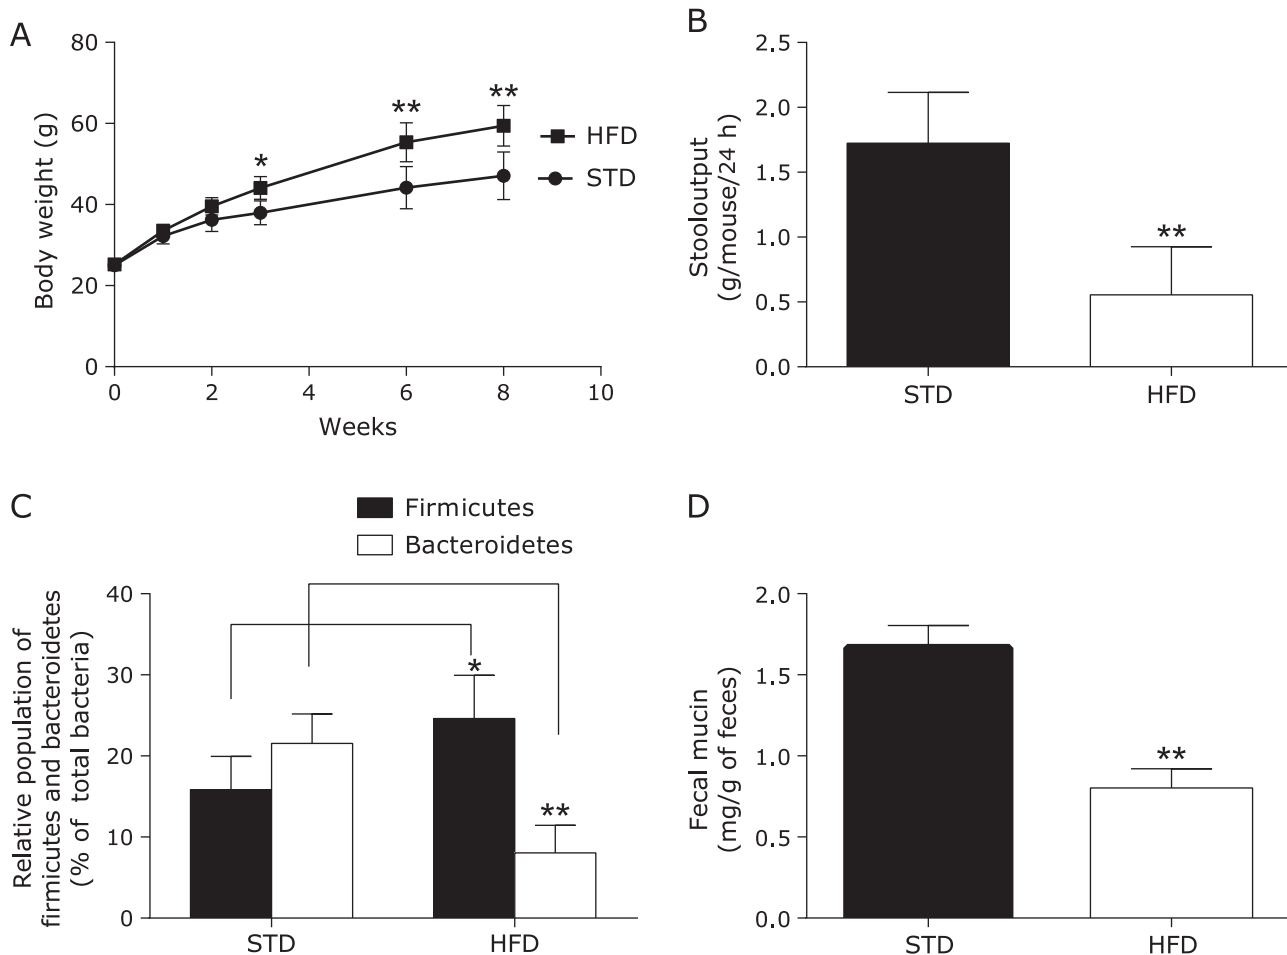 A
Body weight (g)
80
60
40
20
0
*
**
**
HFD
STD
0
2
4
6
8
10
Weeks
B
Stooloutput
(g/mouse/24 h)
2.5
2.0
1.5
1.0
0.5
0.0
**
STD
HFD
C
Firmicutes
Bacteroidetes
Relative population of
firmicutes and bacteroidetes
(% of total bacteria)
40
30
20
10
0
*
**
STD
HFD
D
Fecal mucin
(mg/g of feces)
2.0
1.5
1.0
0.5
0.0
**
STD
HFD